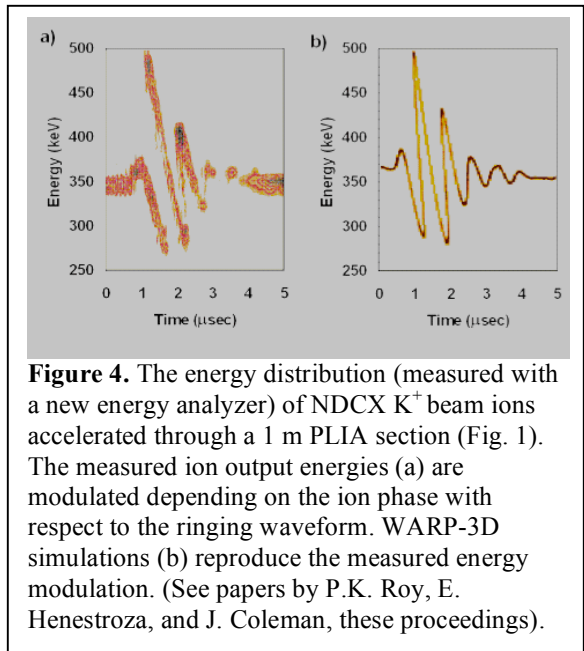 a)
b)
500
450
400
350
300
250
Energy (keV)
0 1 2 3 4 5
Time (μsec)
500
450
400
350
300
250
Energy (keV)
0 1 2 3 4 5
Time (μsec)
Figure 4. The energy distribution (measured with
a new energy analyzer) of NDCX K⁺ beam ions
accelerated through a 1 m PLIA section (Fig. 1).
The measured ion output energies (a) are
modulated depending on the ion phase with
respect to the ringing waveform. WARP-3D
simulations (b) reproduce the measured energy
modulation. (See papers by P.K. Roy, E.
Henestroza, and J. Coleman, these proceedings).